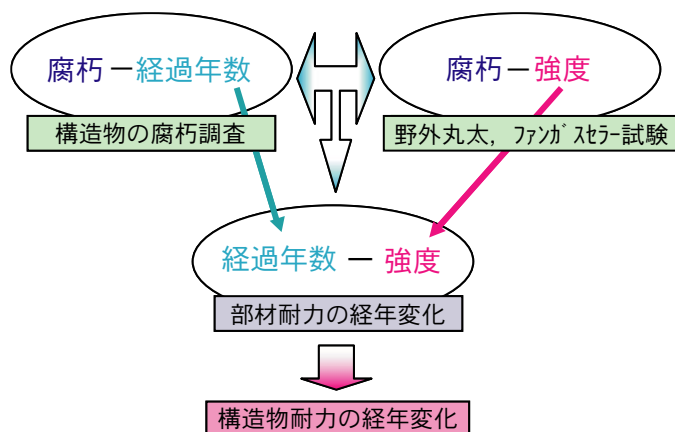 腐朽－経過年数
腐朽－強度
構造物の腐朽調査
野外丸太，ファンガスセラー試験
経過年数 － 強度
部材耐力の経年変化
構造物耐力の経年変化